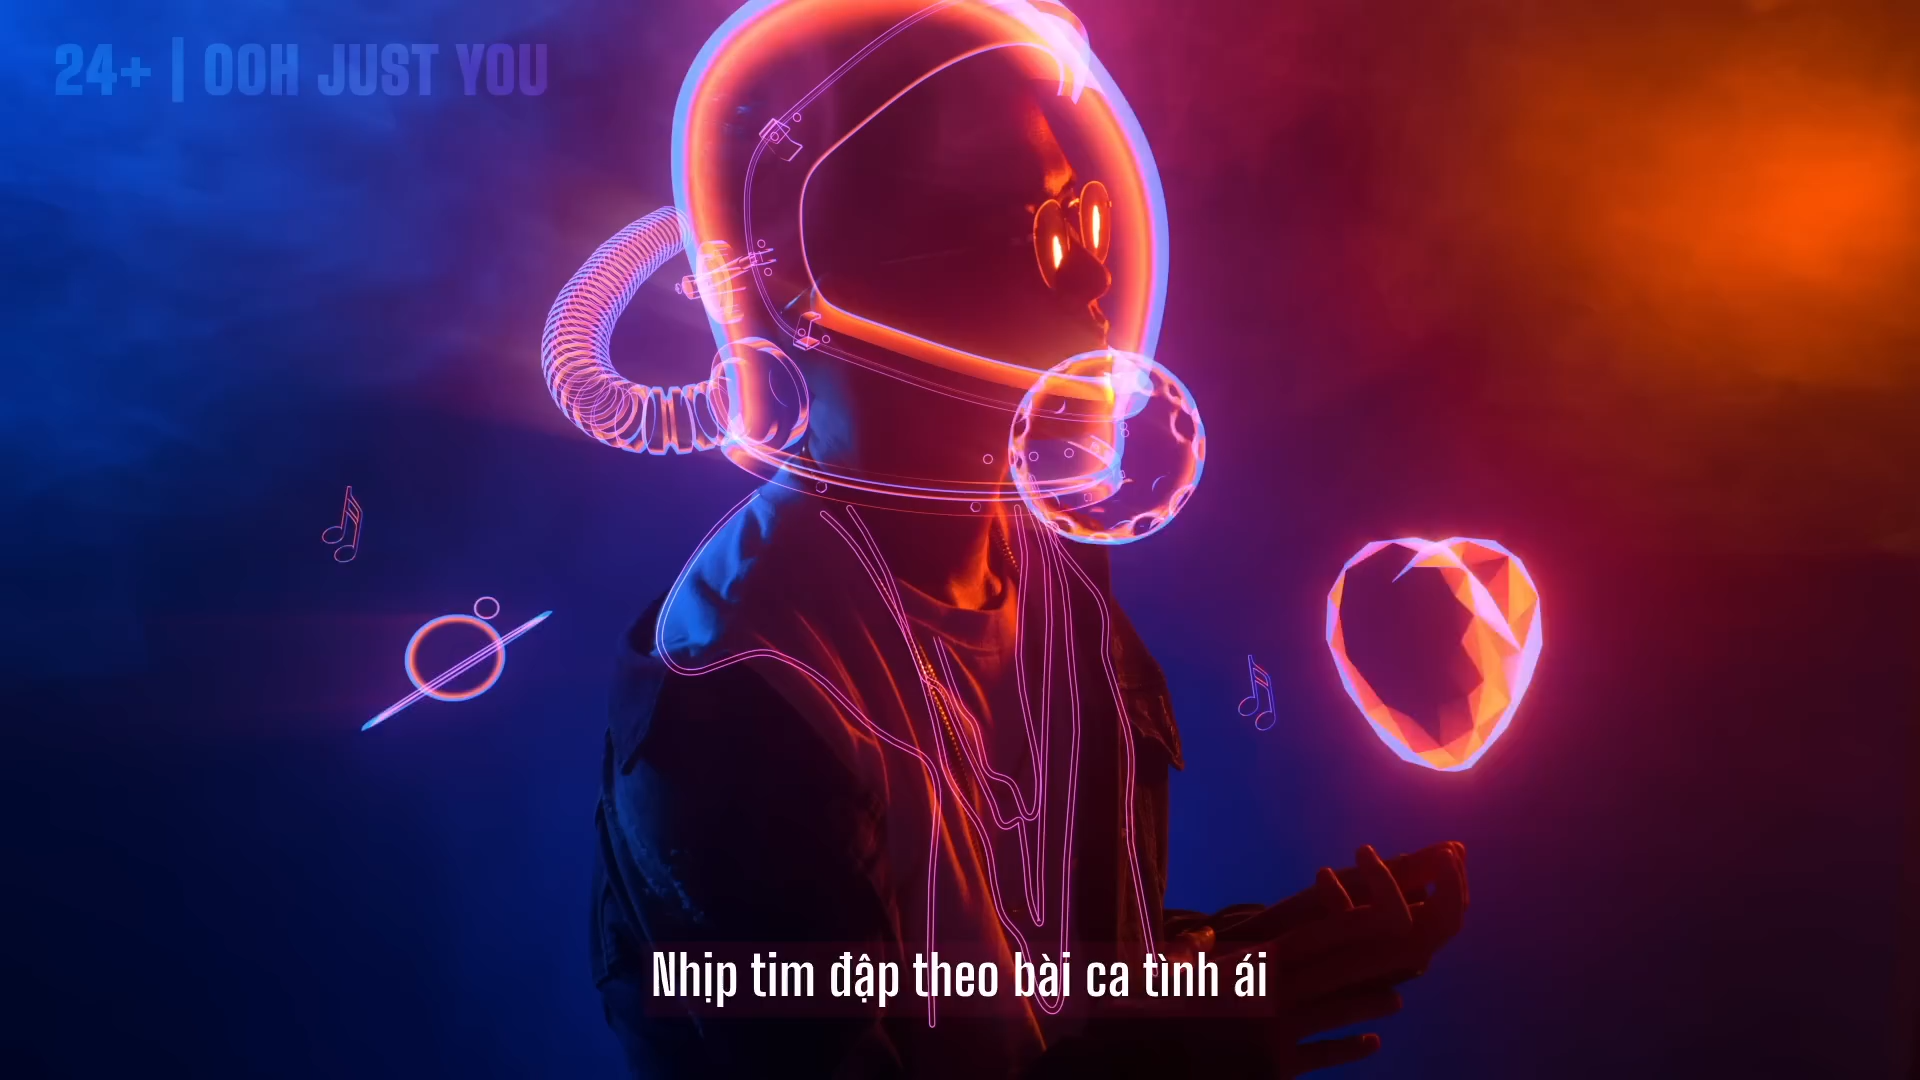 24+ | OOH JUST YOU
Nhịp tim đập theo bài ca tình ái